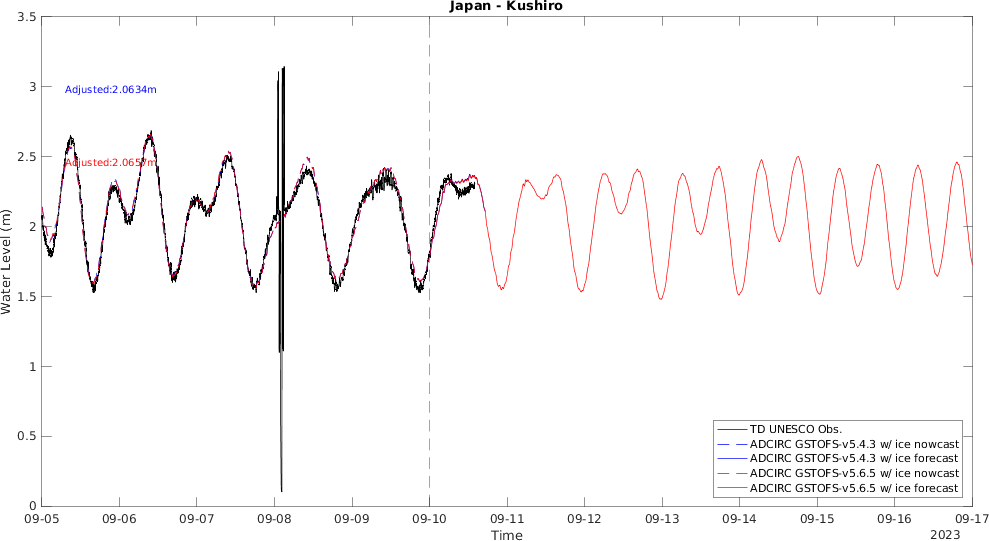 Japan - Kushiro
3.5
3
2.5
2
1.5
1
0.5
0
Water Level (m)
Adjusted:2.0634m
Adjusted:2.0657m
TD UNESCO Obs.
ADCIRC GSTOFS-v5.4.3 w/ ice nowcast
ADCIRC GSTOFS-v5.4.3 w/ ice forecast
ADCIRC GSTOFS-v5.6.5 w/ ice nowcast
ADCIRC GSTOFS-v5.6.5 w/ ice forecast
09-05 09-06 09-07 09-08 09-09 09-10 09-11 09-12 09-13 09-14 09-15 09-16 09-17
Time
2023